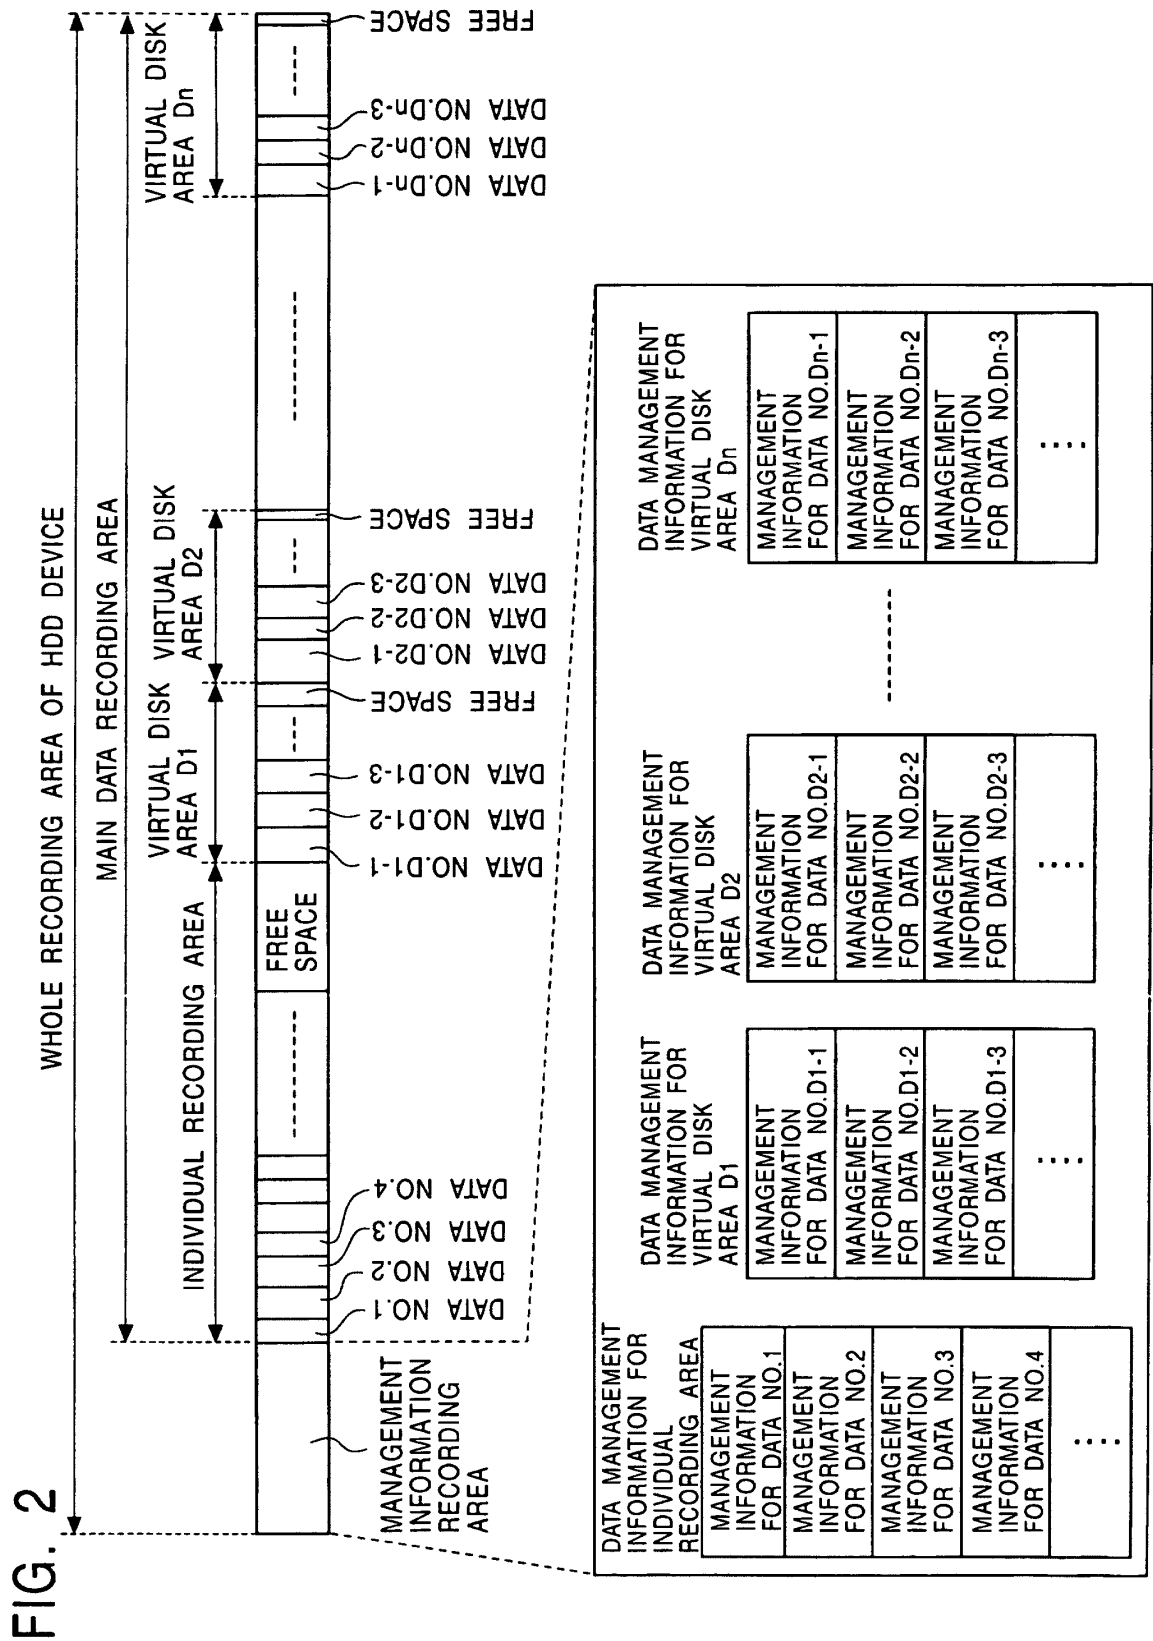 FIG. 2
WHOLE RECORDING AREA OF HDD DEVICE
MAIN DATA RECORDING AREA
INDIVIDUAL RECORDING AREA
VIRTUAL DISK
AREA D1
VIRTUAL DISK
AREA D2
VIRTUAL DISK
AREA Dn
FREE
SPACE
MANAGEMENT
INFORMATION
RECORDING
AREA
DATA NO.1
DATA NO.2
DATA NO.3
DATA NO.4
DATA NO.D1-1
DATA NO.D1-2
DATA NO.D1-3
FREE SPACE
DATA NO.D2-1
DATA NO.D2-2
DATA NO.D2-3
FREE SPACE
DATA NO.Dn-1
DATA NO.Dn-2
DATA NO.Dn-3
FREE SPACE
DATA MANAGEMENT
INFORMATION FOR
INDIVIDUAL
RECORDING AREA
MANAGEMENT
INFORMATION
FOR DATA NO.1
MANAGEMENT
INFORMATION
FOR DATA NO.2
MANAGEMENT
INFORMATION
FOR DATA NO.3
MANAGEMENT
INFORMATION
FOR DATA NO.4
DATA MANAGEMENT
INFORMATION FOR
VIRTUAL DISK
AREA D1
MANAGEMENT
INFORMATION
FOR DATA NO.D1-1
MANAGEMENT
INFORMATION
FOR DATA NO.D1-2
MANAGEMENT
INFORMATION
FOR DATA NO.D1-3
DATA MANAGEMENT
INFORMATION FOR
VIRTUAL DISK
AREA D2
MANAGEMENT
INFORMATION
FOR DATA NO.D2-1
MANAGEMENT
INFORMATION
FOR DATA NO.D2-2
MANAGEMENT
INFORMATION
FOR DATA NO.D2-3
DATA MANAGEMENT
INFORMATION FOR
VIRTUAL DISK
AREA Dn
MANAGEMENT
INFORMATION
FOR DATA NO.Dn-1
MANAGEMENT
INFORMATION
FOR DATA NO.Dn-2
MANAGEMENT
INFORMATION
FOR DATA NO.Dn-3